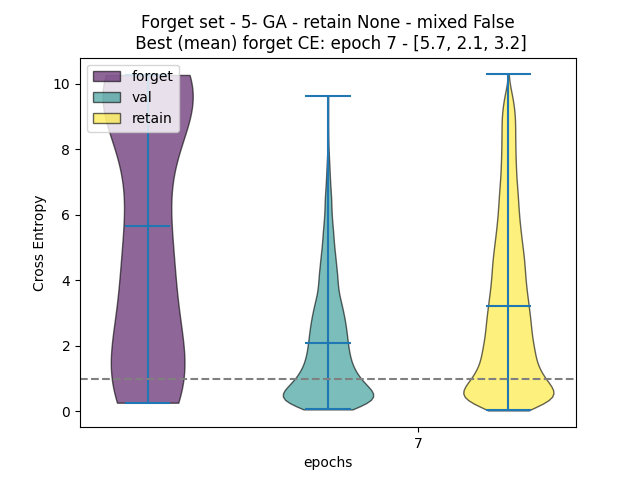 Forget set - 5- GA - retain None - mixed False
Best (mean) forget CE: epoch 7 - [5.7, 2.1, 3.2]
forget
val
retain
10
8
6
4
2
0
Cross Entropy
7
epochs